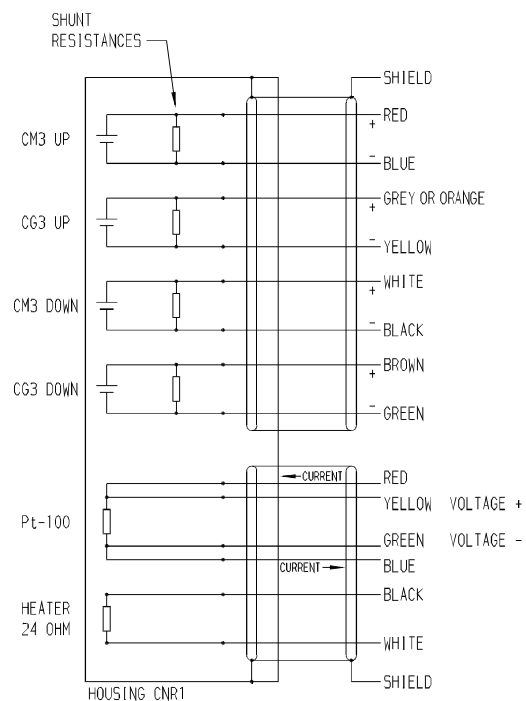 SHUNT
RESISTANCES
SHIELD
+ RED
CM3 UP
- BLUE
GREY OR ORANGE
+
CG3 UP
- YELLOW
WHITE
+
CM3 DOWN
- BLACK
BROWN
+
CG3 DOWN
- GREEN
CURRENT
RED
YELLOW VOLTAGE +
Pt-100
GREEN VOLTAGE -
CURRENT
BLUE
BLACK
HEATER
24 OHM
WHITE
SHIELD
HOUSING CNR1